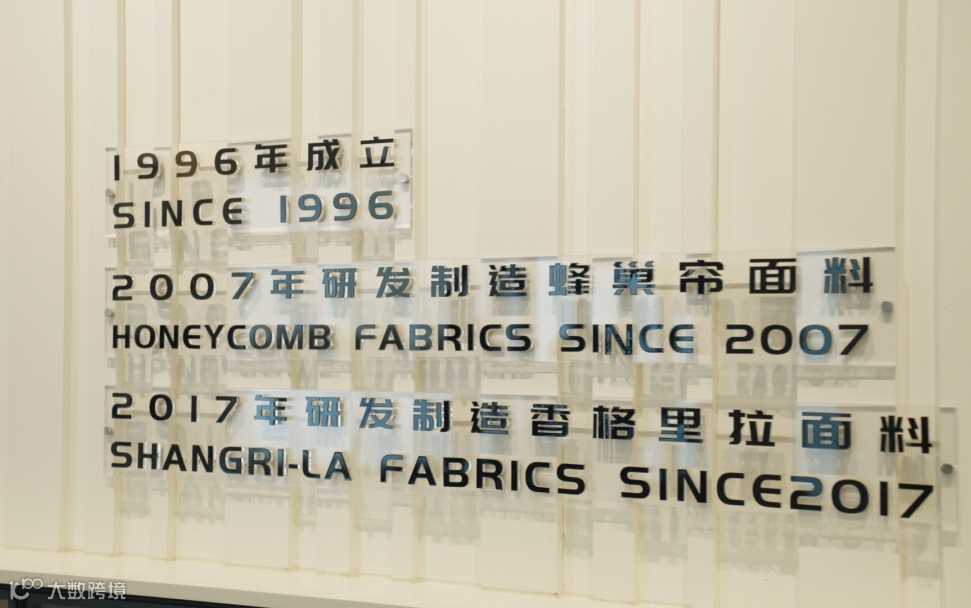 1996年成立
SINCE 1996
2007年研发制造蜂巢帘面料
HONEYCOMB FABRICS SINCE 2007
2017年研发制造香格里拉面料
SHANGRI-LA FABRICS SINCE2017
大数跨境